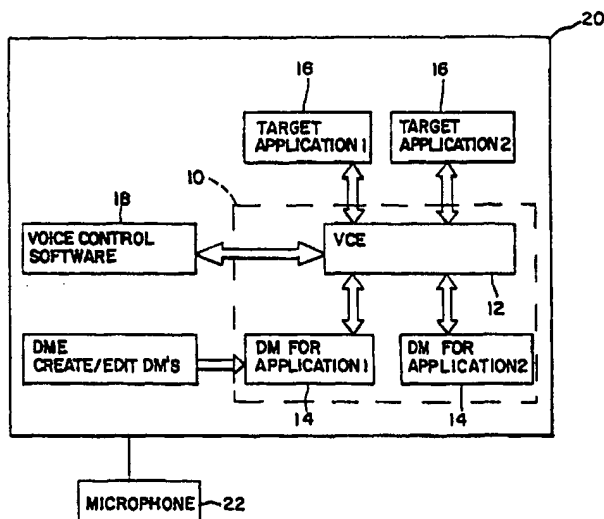 20
16
16
TARGET
APPLICATION 1
TARGET
APPLICATION 2
10
18
VOICE CONTROL
SOFTWARE
VCE
12
DME
CREATE/EDIT DM'S
DM FOR
APPLICATION 1
DM FOR
APPLICATION 2
14
14
MICROPHONE
22